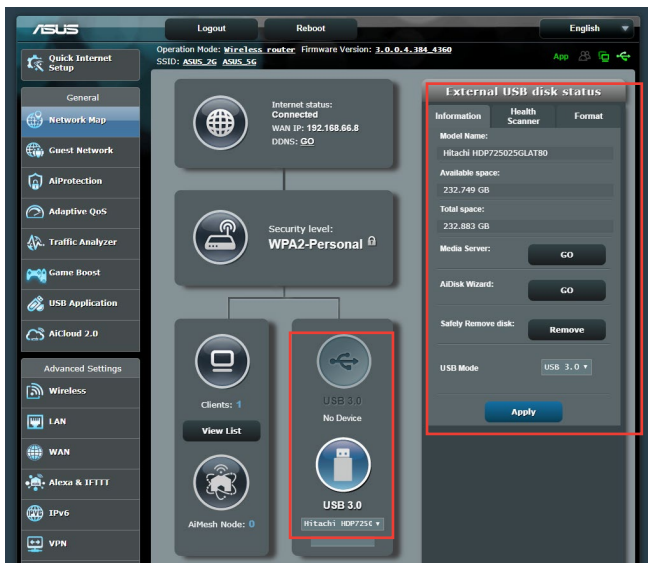 ASUS
Logout
Reboot
English
Operation Mode: Wireless router Firmware Version: 3.0.0.4.384_4360
SSID: ASUS_2G ASUS_5G
App
Quick Internet
Setup
General
Network Map
Guest Network
AiProtection
Adaptive QoS
Traffic Analyzer
Game Boost
USB Application
AiCloud 2.0
Advanced Settings
Wireless
LAN
WAN
Alexa & IFTTT
IPv6
VPN
Internet status:
Connected
WAN IP: 192.168.66.8
DDNS: GO
Security level:
WPA2-Personal
Clients: 1
View List
AiMesh Node: 0
USB 3.0
No Device
USB 3.0
Hitachi HDP725C
External USB disk status
Information
Health
Scanner
Format
Model Name:
Hitachi HDP725025GLAT80
Available space:
232.749 GB
Total space:
232.883 GB
Media Server:
GO
AiDisk Wizard:
GO
Safely Remove disk:
Remove
USB Mode
USB 3.0
Apply